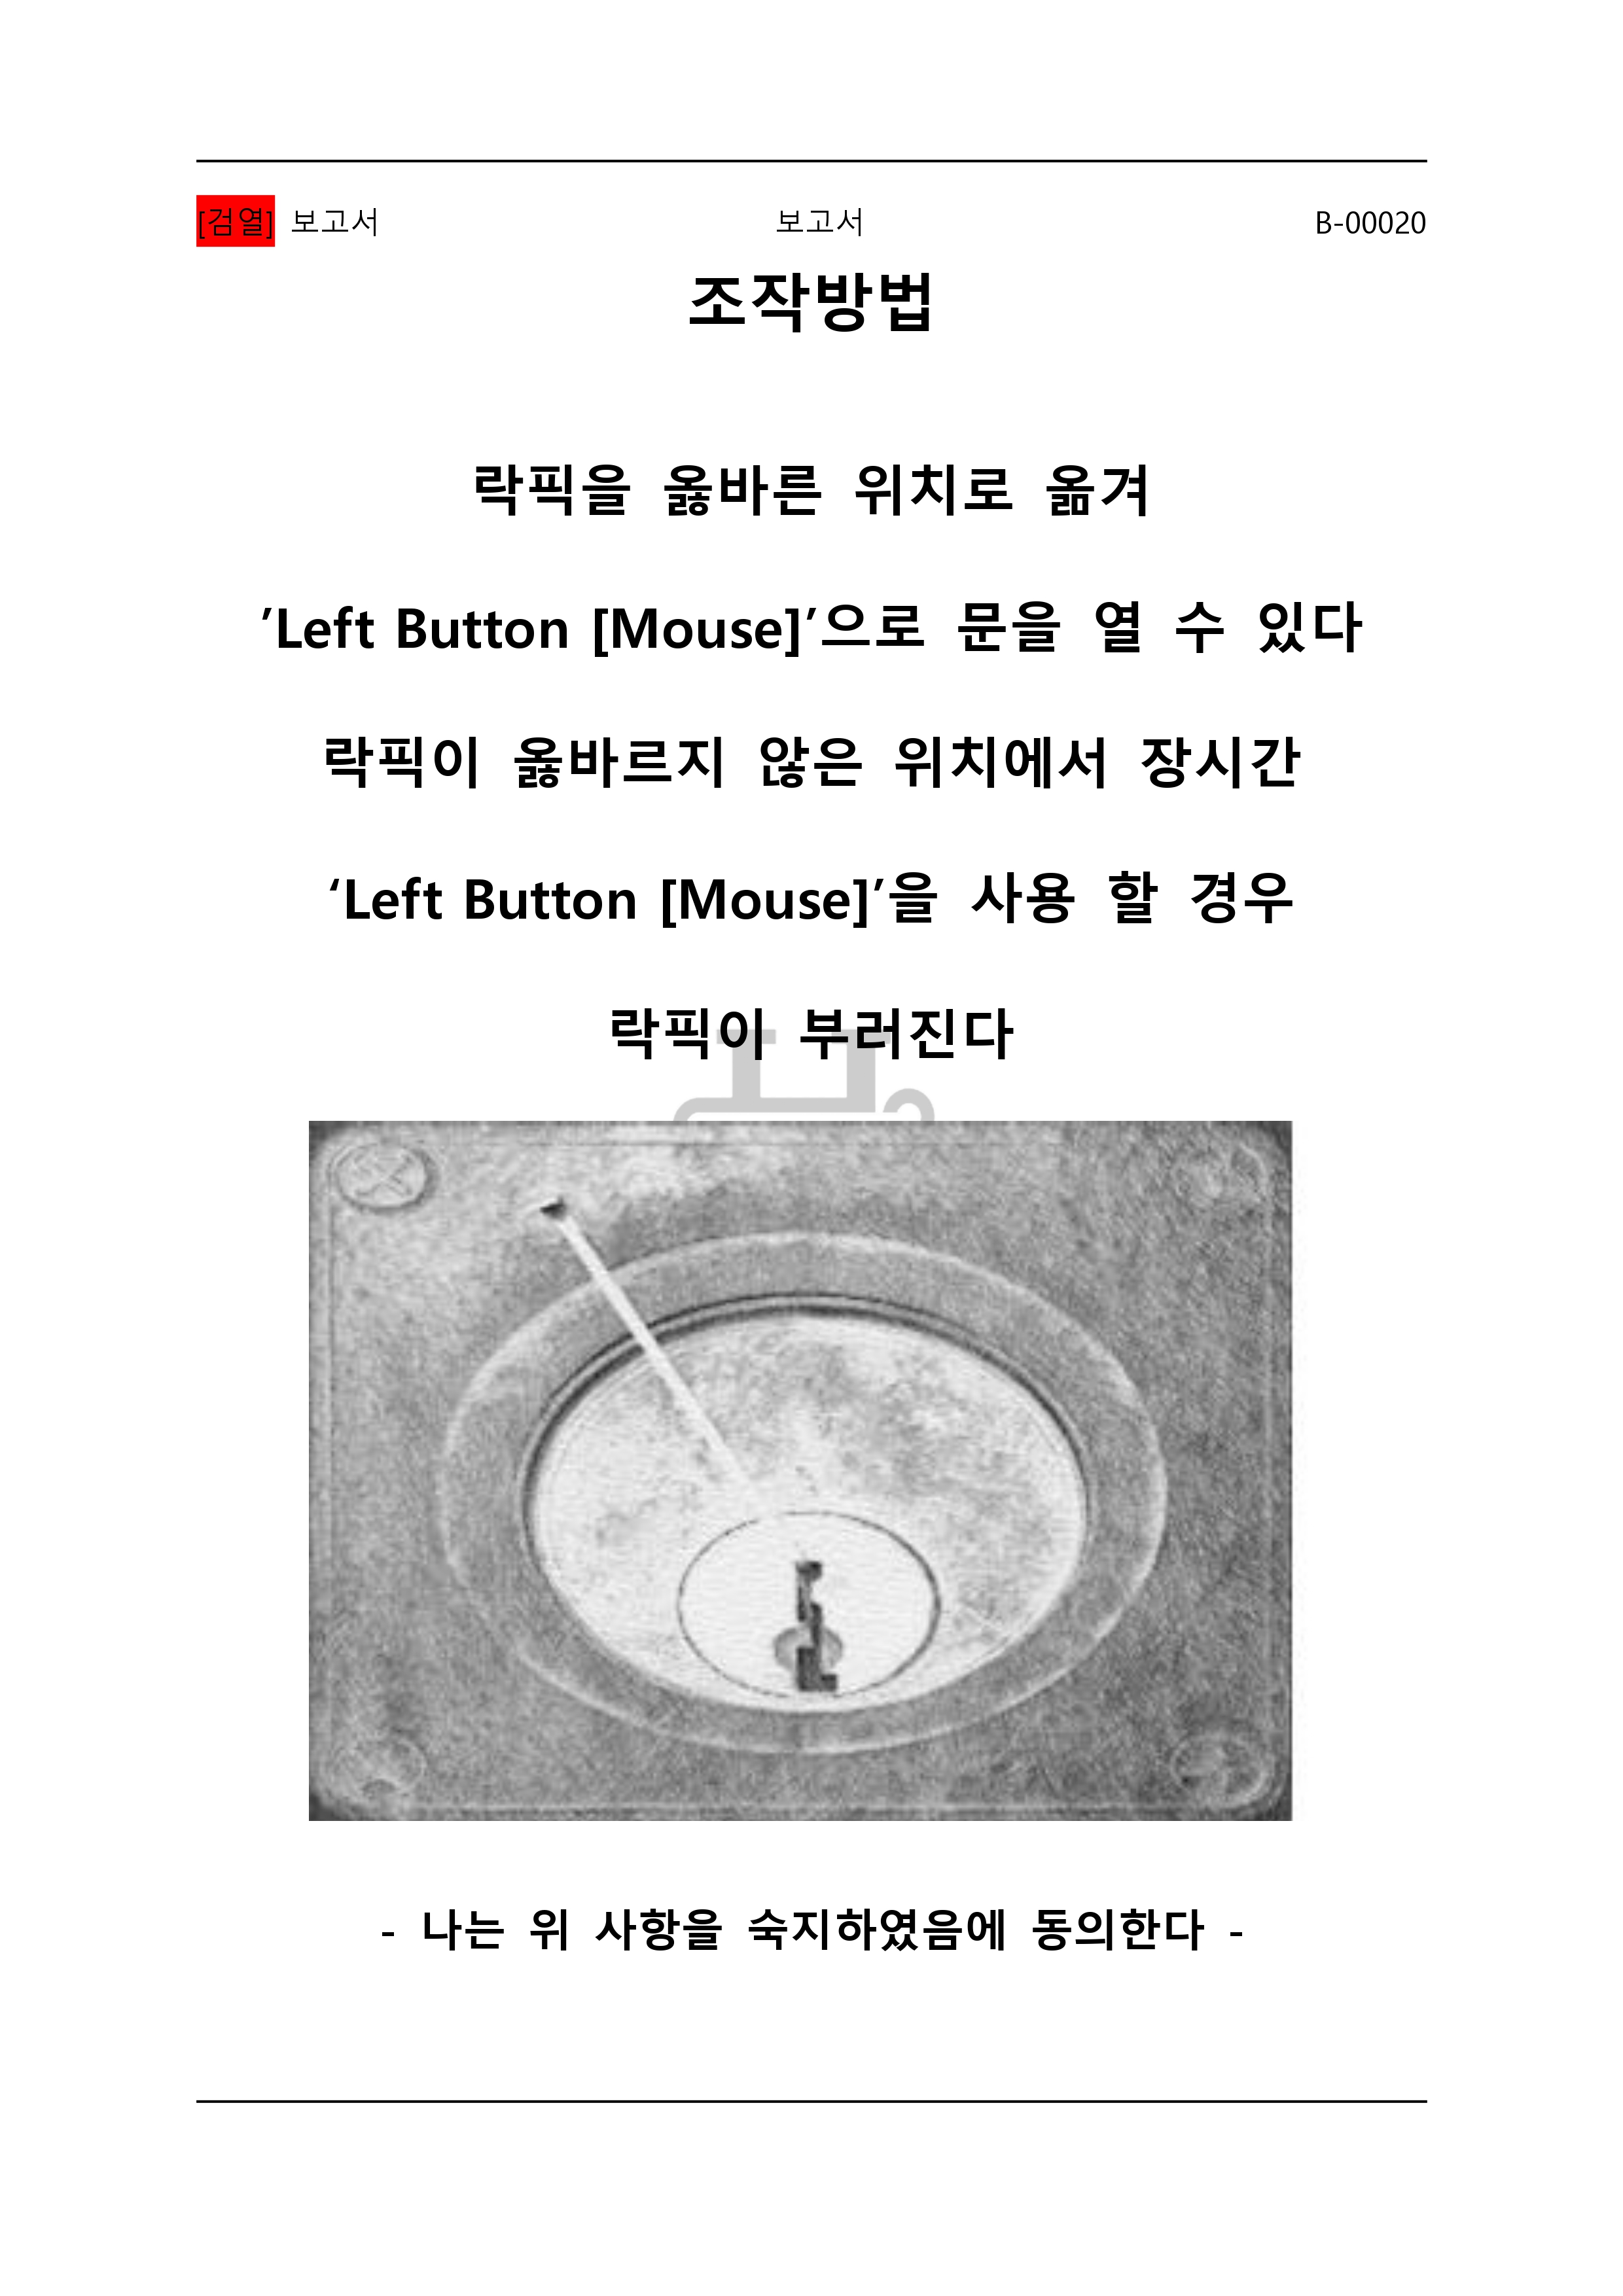 [검열] 보고서 보고서 B-00020
조작방법
락픽을 옳바른 위치로 옮겨
'Left Button [Mouse]'으로 문을 열 수 있다
락픽이 옳바르지 않은 위치에서 장시간
‘Left Button [Mouse]’을 사용 할 경우
락픽이 부러진다
- 나는 위 사항을 숙지하였음에 동의한다 -